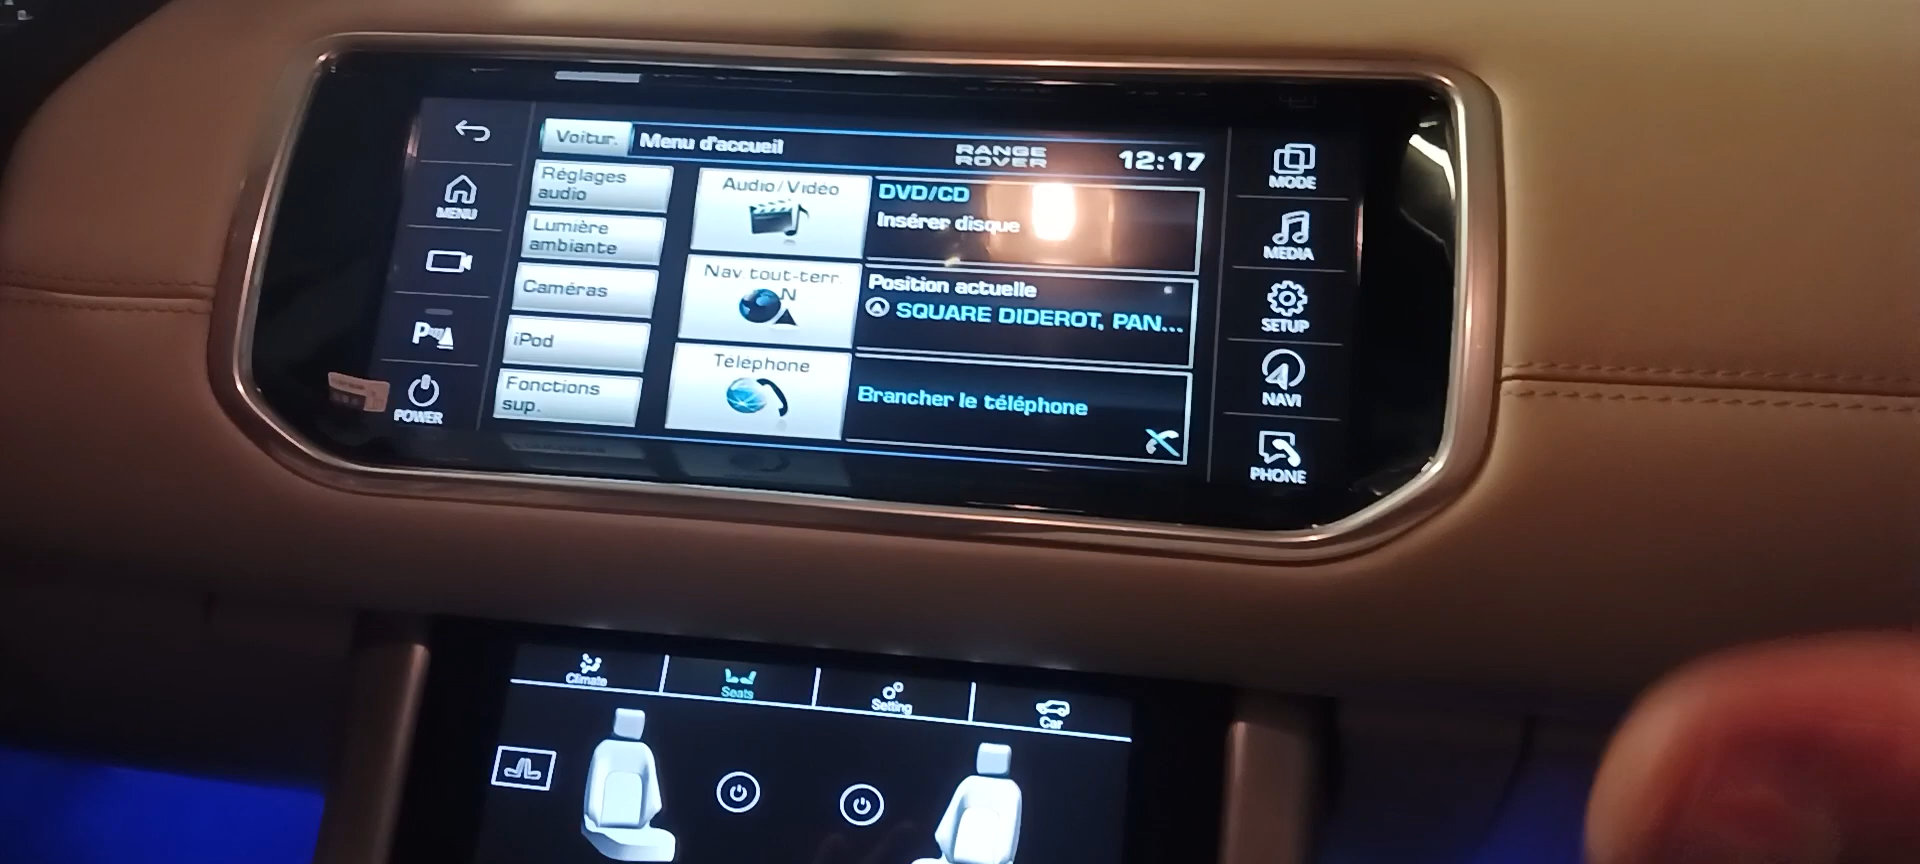 Voitur.
Menu d'accueil
RANGE
ROVER
12:17
MENU
POWER
Réglages
audio
Lumière
ambiante
Caméras
iPod
Fonctions
sup.
Audio/Vidéo
DVD/CD
Insérer disque
Nav tout-terr.
N
Position actuelle
SQUARE DIDEROT, PAN...
Téléphone
Brancher le téléphone
MODE
MEDIA
SETUP
NAVI
PHONE
Climate
Seats
Setting
Car